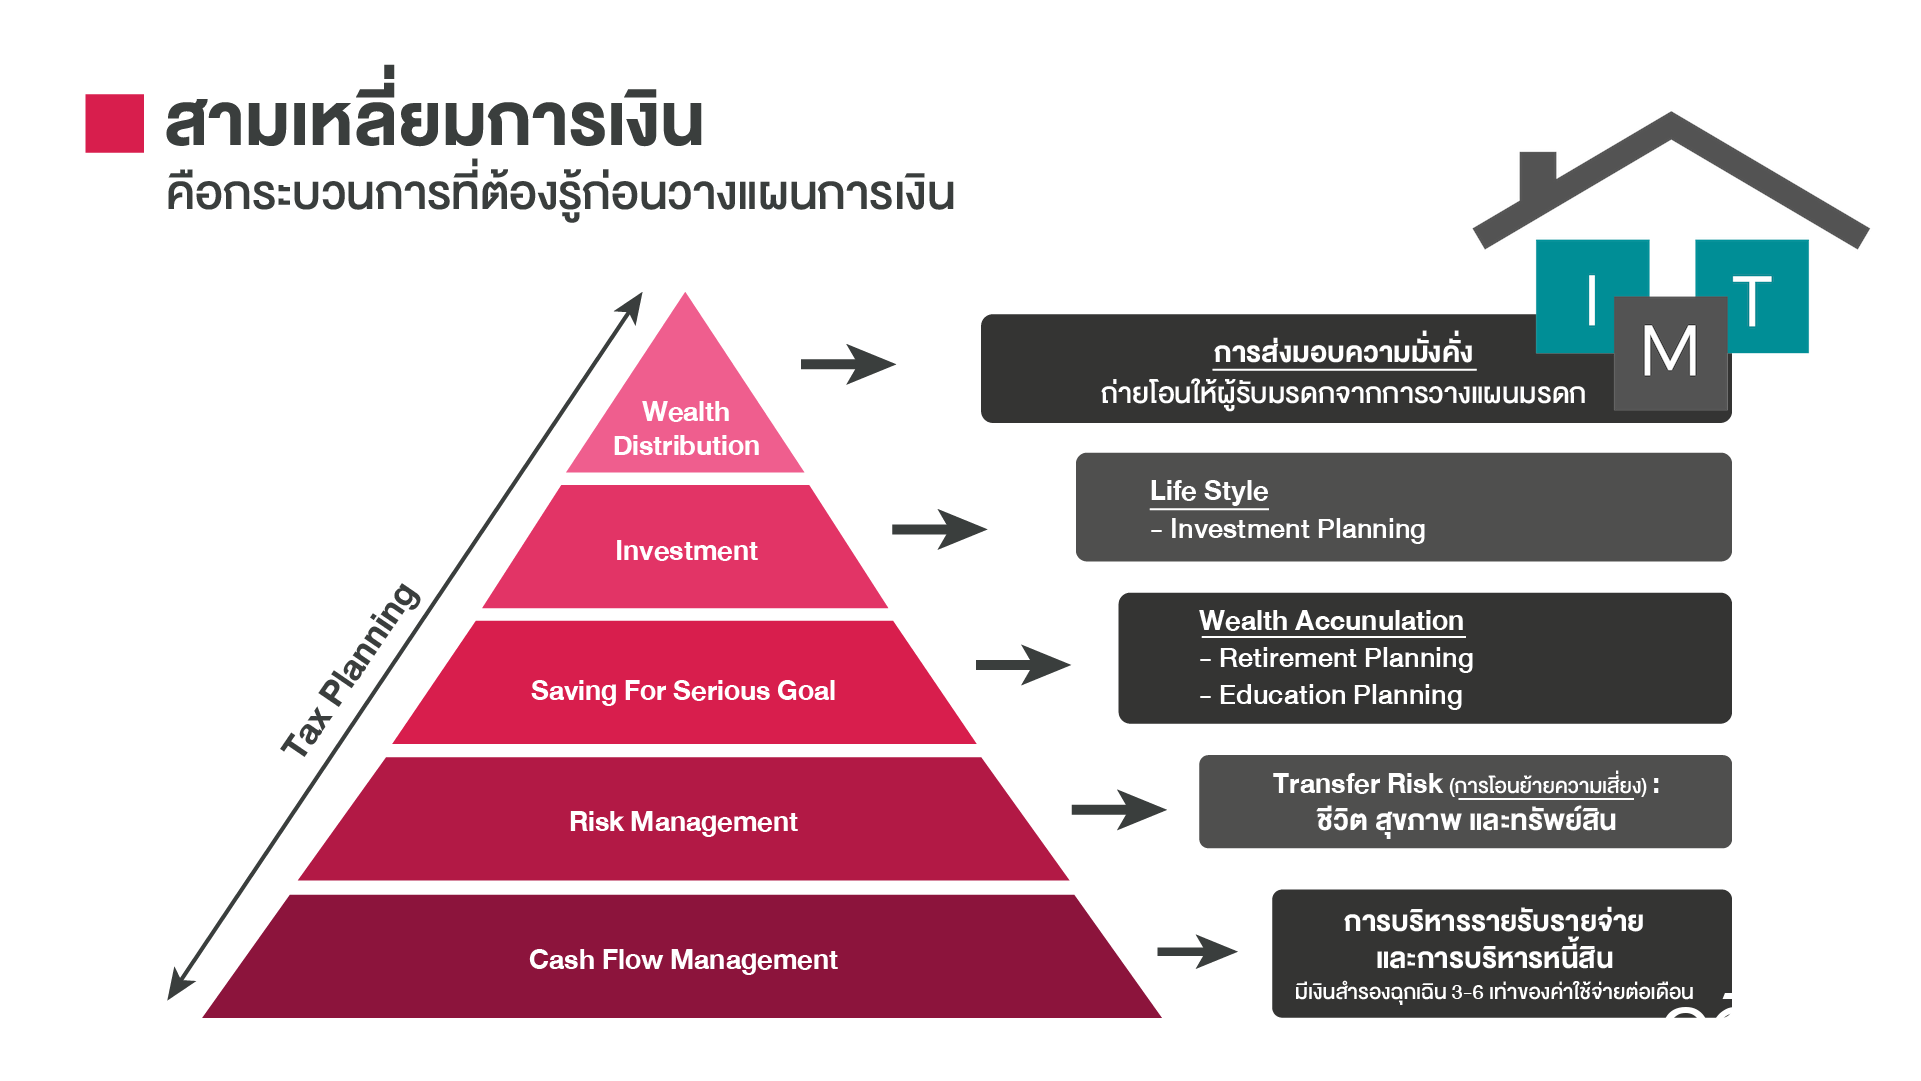 สามเหลี่ยมการเงิน
คือกระบวนการที่ต้องรู้ก่อนวางแผนการเงิน
I M T
Tax Planning
Wealth
Distribution
การส่งมอบความมั่งคั่ง
ถ่ายโอนให้ผู้รับมรดกจากการวางแผนมรดก
Investment
Life Style
- Investment Planning
Saving For Serious Goal
Wealth Accunulation
- Retirement Planning
- Education Planning
Risk Management
Transfer Risk (การโอนย้ายความเสี่ยง) :
ชีวิต สุขภาพ และทรัพย์สิน
Cash Flow Management
การบริหารรายรับรายจ่าย
และการบริหารหนี้สิน
มีเงินสำรองฉุกเฉิน 3-6 เท่าของค่าใช้จ่ายต่อเดือน